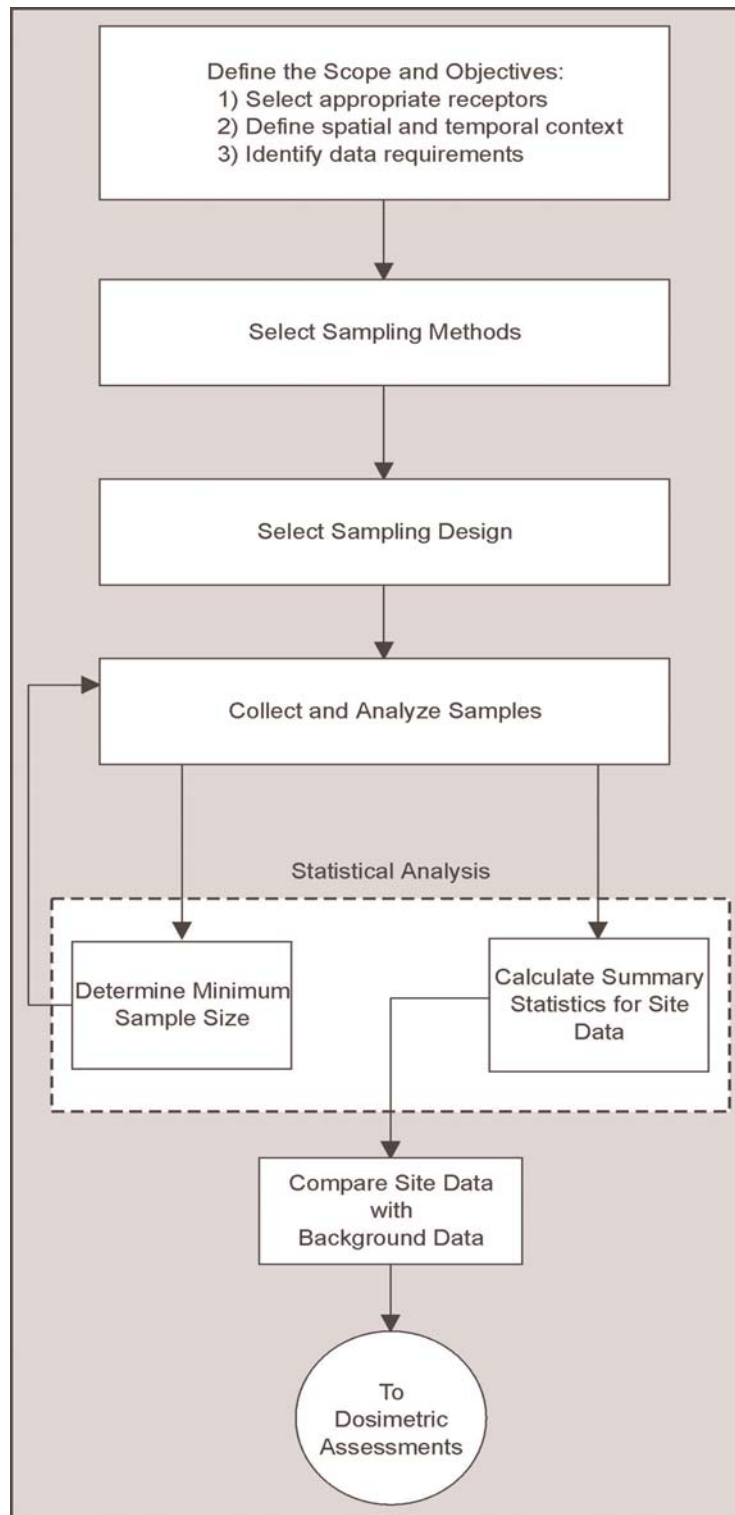 Define the Scope and Objectives:
1) Select appropriate receptors
2) Define spatial and temporal context
3) Identify data requirements
Select Sampling Methods
Select Sampling Design
Collect and Analyze Samples
Statistical Analysis
Determine Minimum
Sample Size
Calculate Summary
Statistics for Site
Data
Compare Site Data
with
Background Data
To
Dosimetric
Assessments